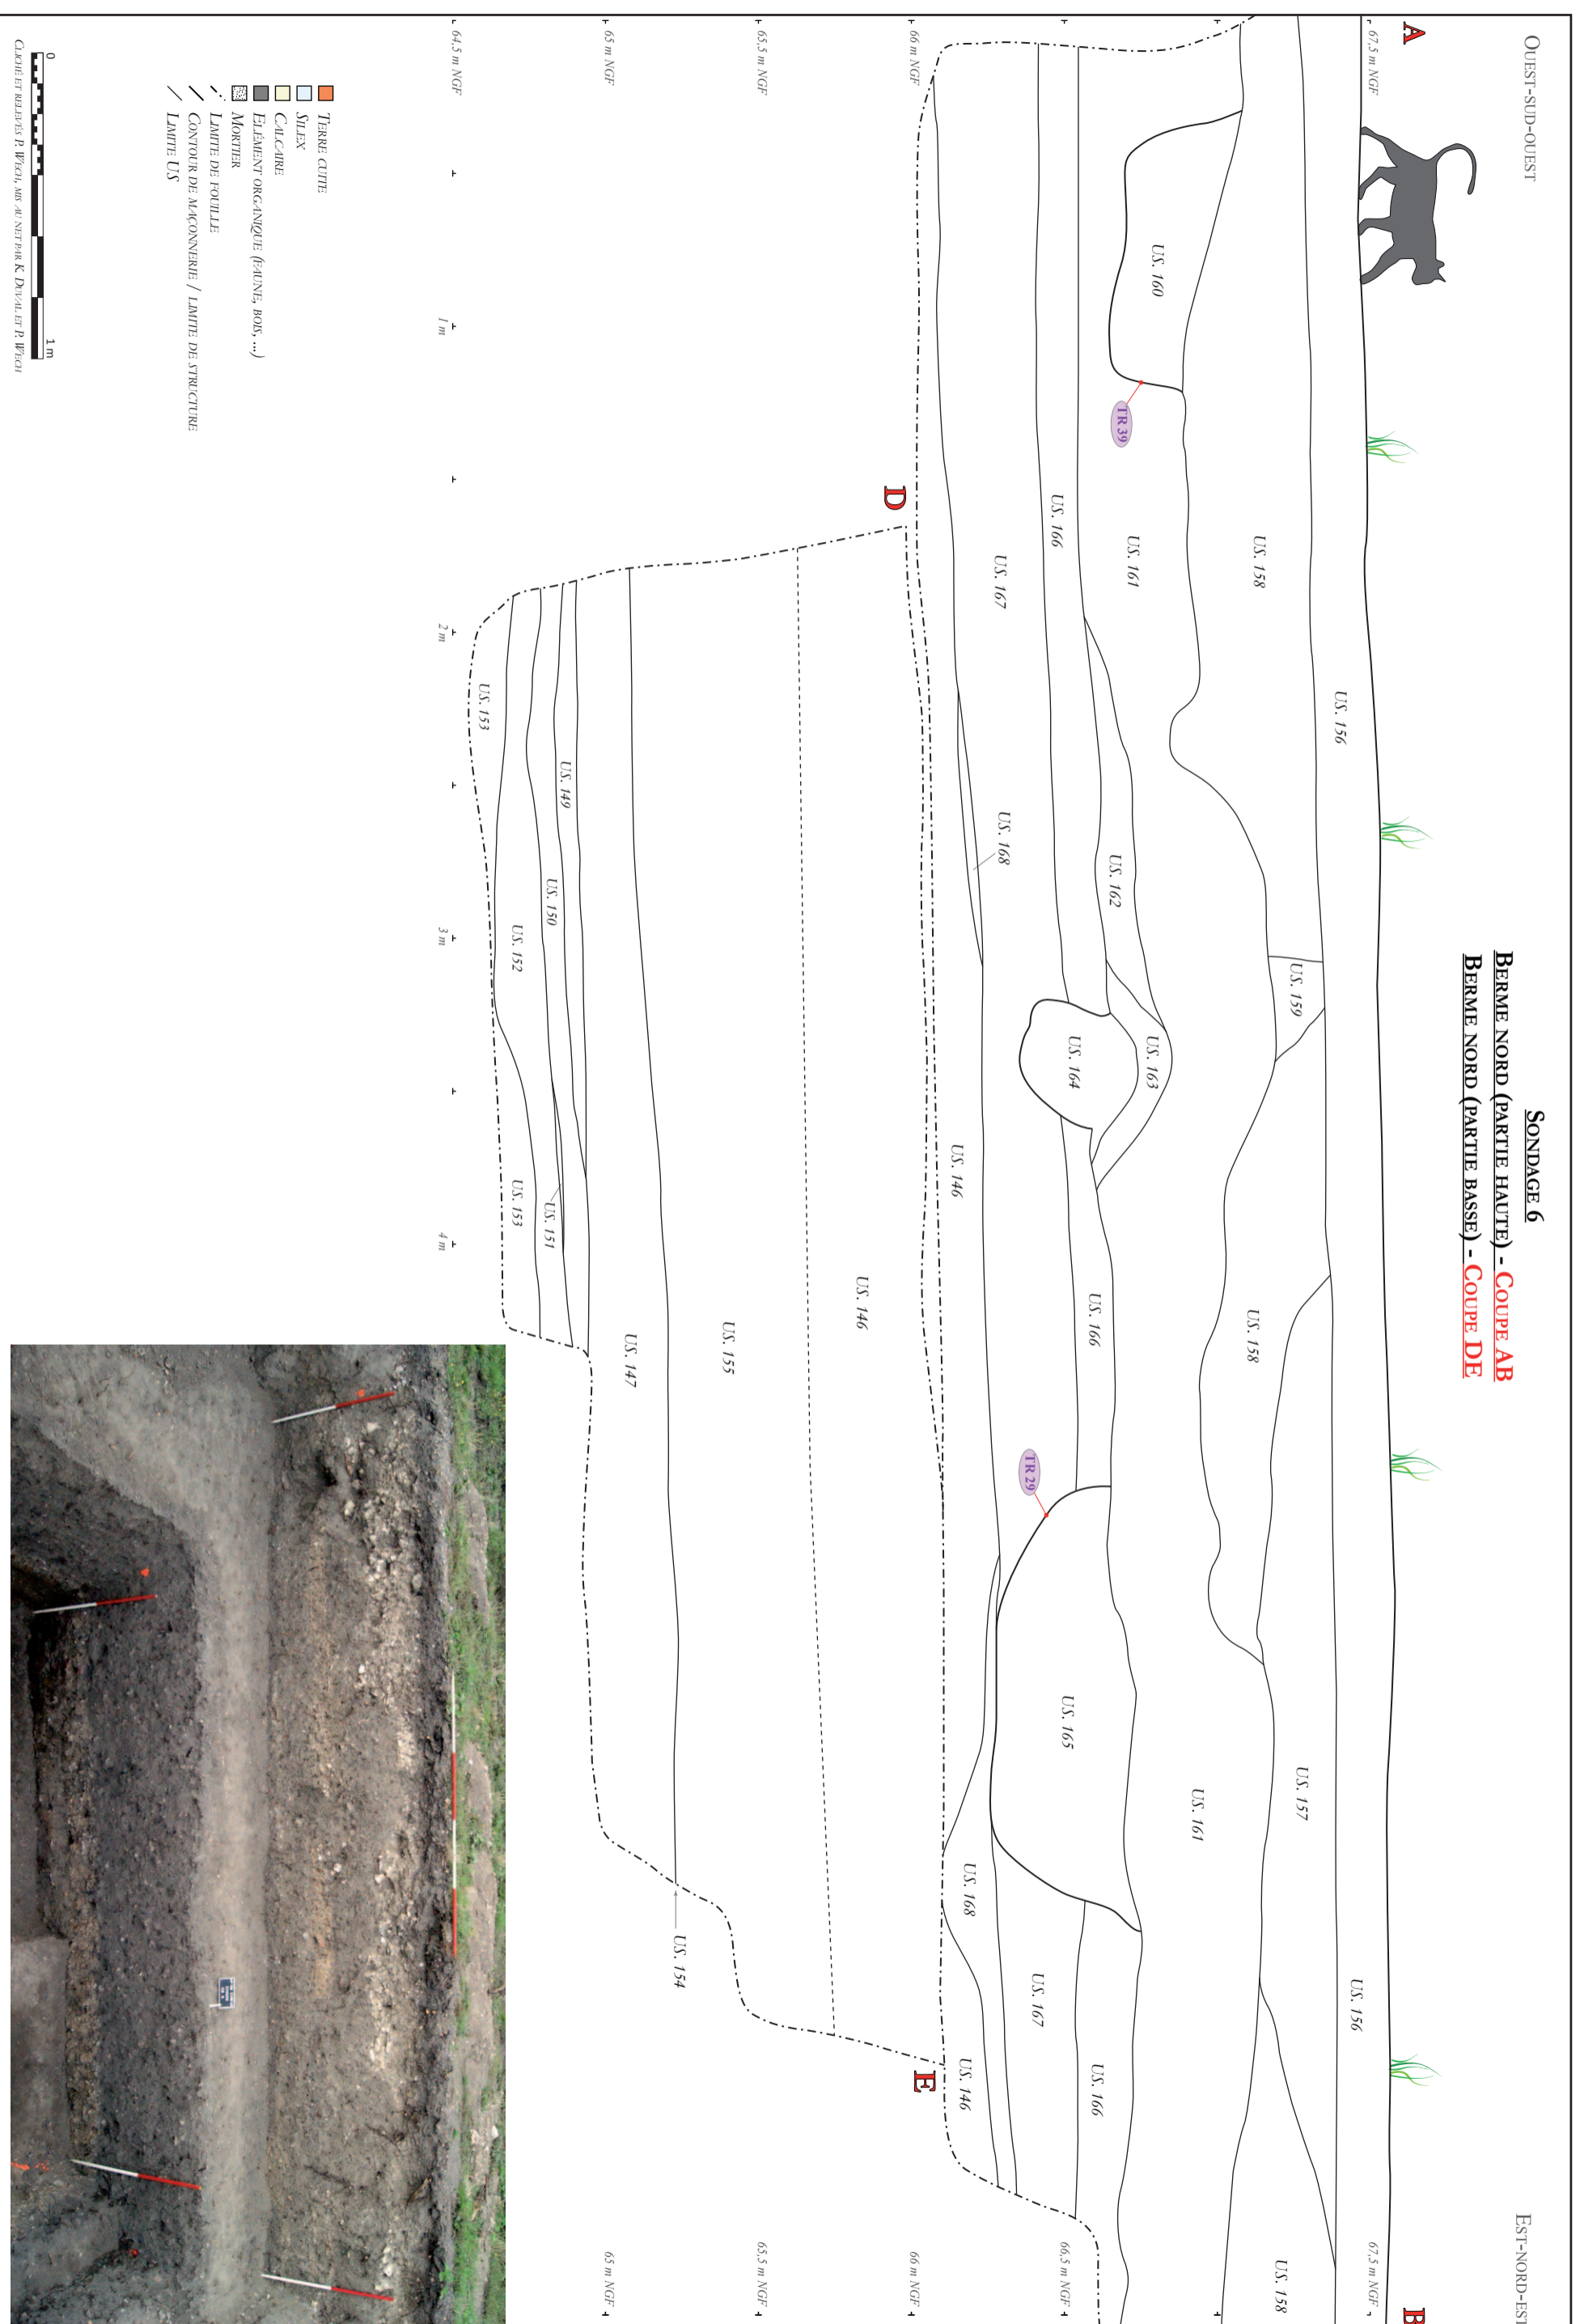 Sondage 6
Berme nord (partie haute) - Coupe AB
Berme nord (partie basse) - Coupe DE
Ouest-sud-ouest
Est-nord-est
A
B
67,5 m NGF
67,5 m NGF
US. 156
US. 156
US. 159
US. 157
US. 158
US. 158
US. 158
US. 160
TR 39
US. 161
US. 161
US. 162
US. 163
US. 164
US. 166
US. 166
US. 166
66,5 m NGF
US. 165
TR 29
US. 167
US. 167
US. 168
US. 168
US. 146
US. 146
66 m NGF
66 m NGF
D
E
US. 146
65,5 m NGF
65,5 m NGF
US. 155
US. 154
US. 147
65 m NGF
65 m NGF
US. 149
US. 150
US. 151
US. 152
US. 153
US. 153
64,5 m NGF
1 m
2 m
3 m
4 m
Terre cuite
Silex
Calcaire
Elément organique (faune, bois, ...)
Mortier
Limite de fouille
Contour de maçonnerie / limite de structure
Limite US
0
1 m
Cliché et relevés P. Wech, mis au net par K. Duval et P. Wech